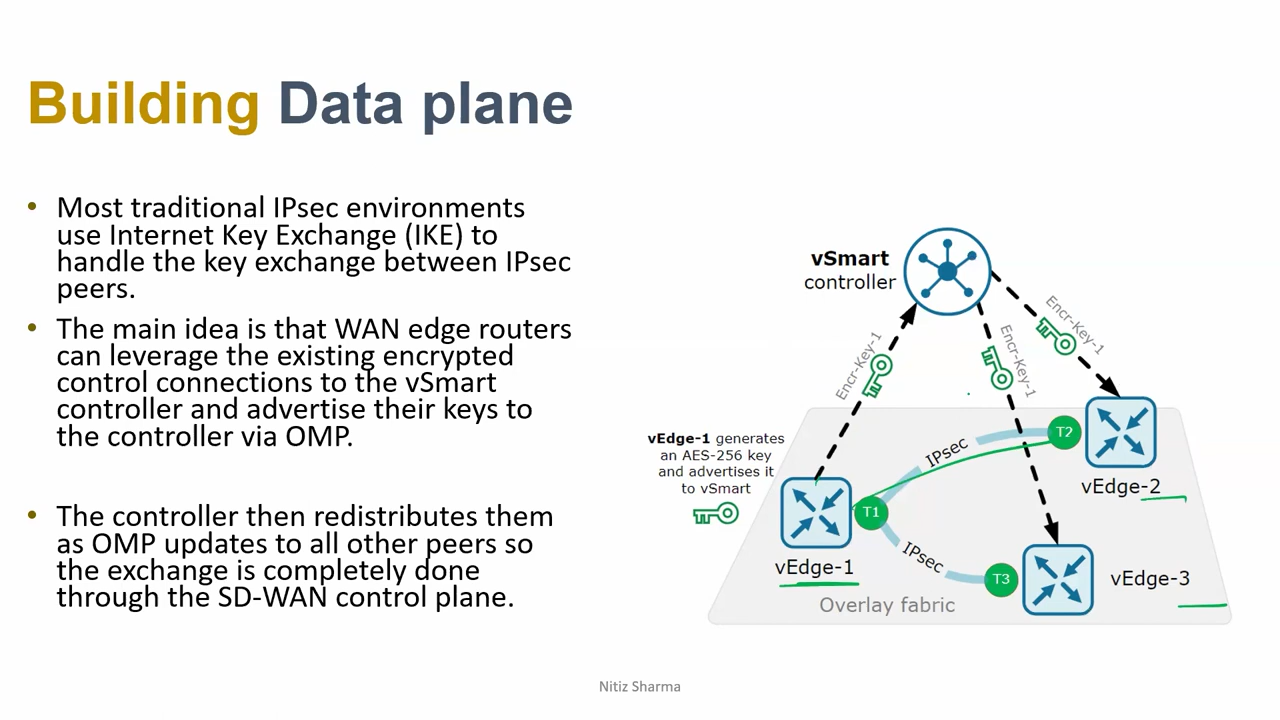 Building Data plane
• Most traditional IPsec environments
use Internet Key Exchange (IKE) to
handle the key exchange between IPsec
peers.
• The main idea is that WAN edge routers
can leverage the existing encrypted
control connections to the vSmart
controller and advertise their keys to
the controller via OMP.
• The controller then redistributes them
as OMP updates to all other peers so
the exchange is completely done
through the SD-WAN control plane.
vSmart
controller
Encr-Key-1
Encr-Key-1
Encr-Key-1
vEdge-1 generates
an AES-256 key
and advertises it
to vSmart
IPsec
T2
vEdge-2
T1
vEdge-1
IPsec
T3
vEdge-3
Overlay fabric
Nitiz Sharma